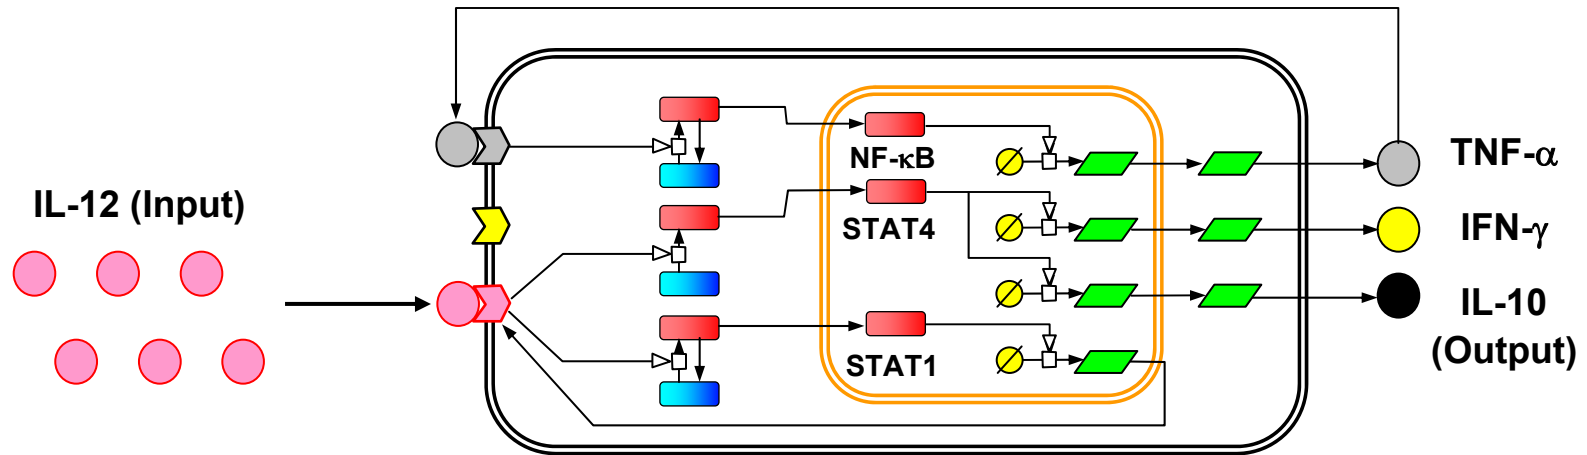 IL-12 (Input)
NF-κB
STAT4
STAT1
TNF-α
IFN-γ
IL-10
(Output)